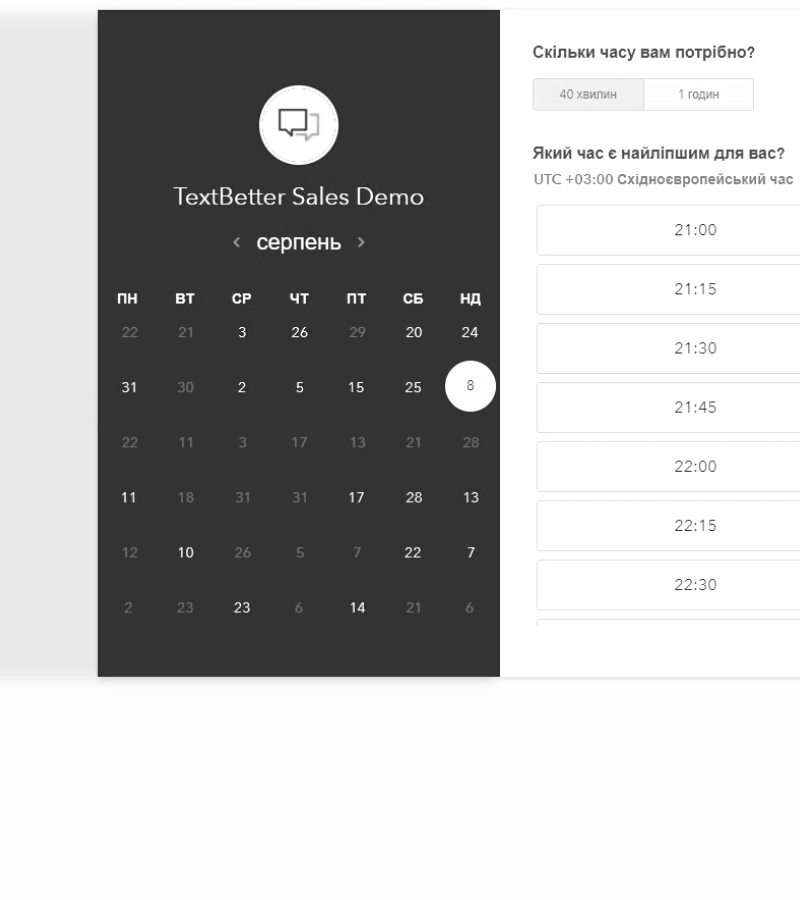 TextBetter Sales Demo
серпень
ПН ВТ СР ЧТ ПТ СБ НД
22 21 3 26 29 20 24
31 30 2 5 15 25 8
22 11 3 17 13 21 28
11 18 31 31 17 28 13
12 10 26 5 7 22 7
2 23 23 6 14 21 6
Скільки часу вам потрібно?
40 хвилин 1 годин
Який час є найліпшим для вас?
UTC +03:00 Східноєвропейський час
21:00
21:15
21:30
21:45
22:00
22:15
22:30